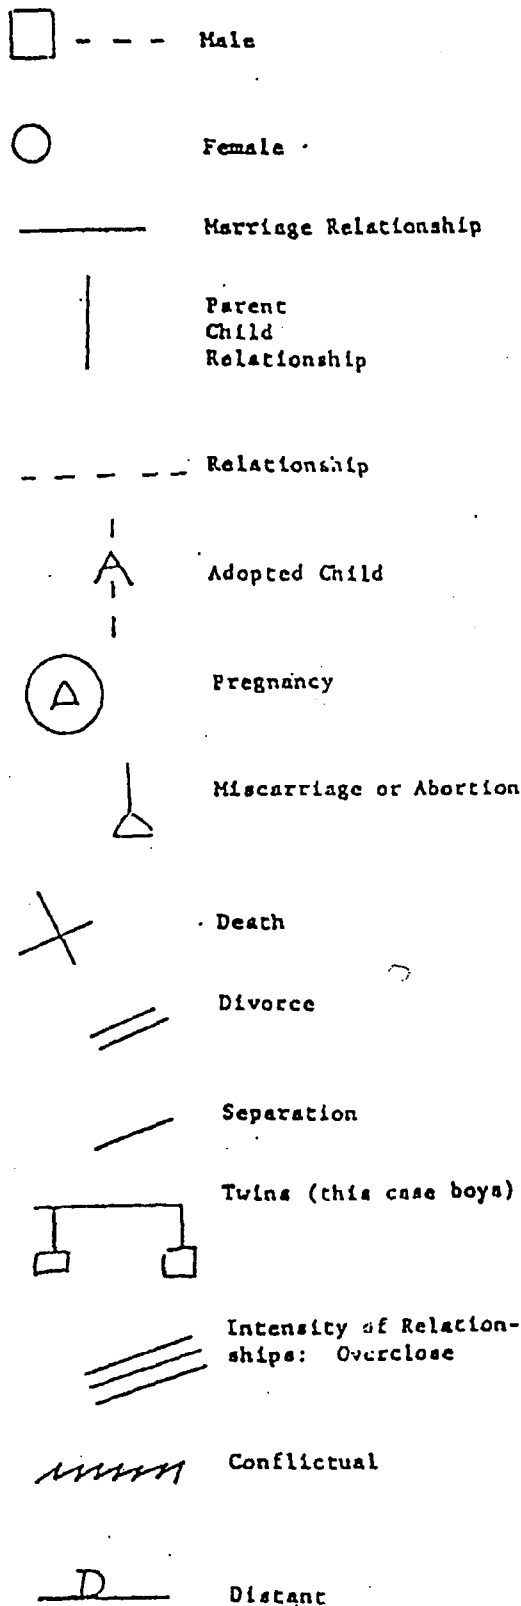 Male
Female
Marriage Relationship
Parent
Child
Relationship
Relationship
A
Adopted Child
Pregnancy
Miscarriage or Abortion
Death
Divorce
Separation
Twins (this case boys)
Intensity of Relation-
ships: Overclose
Conflictual
D
Distant